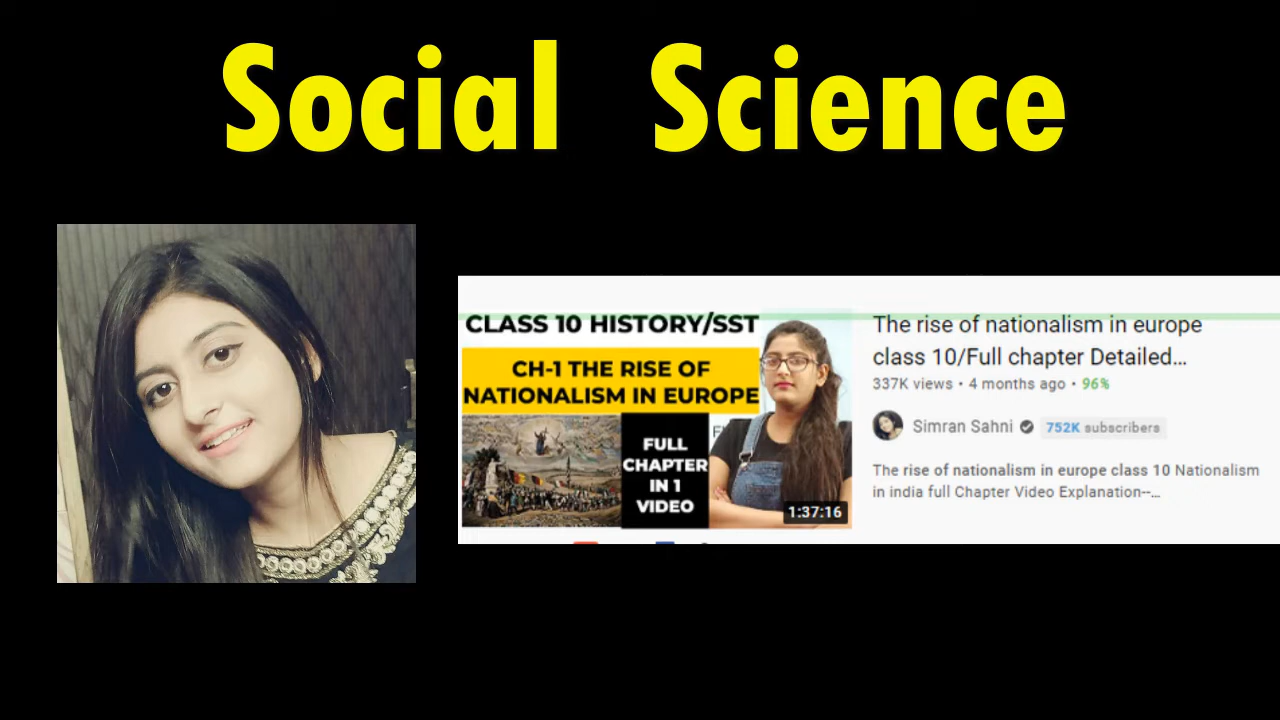 Social Science
CLASS 10 HISTORY/SST
CH-1 THE RISE OF
NATIONALISM IN EUROPE
FULL
CHAPTER
IN 1
VIDEO
1:37:16
The rise of nationalism in europe
class 10/Full chapter Detailed...
337K views • 4 months ago • 96%
Simran Sahni 752K subscribers
The rise of nationalism in europe class 10 Nationalism
in india full Chapter Video Explanation--...